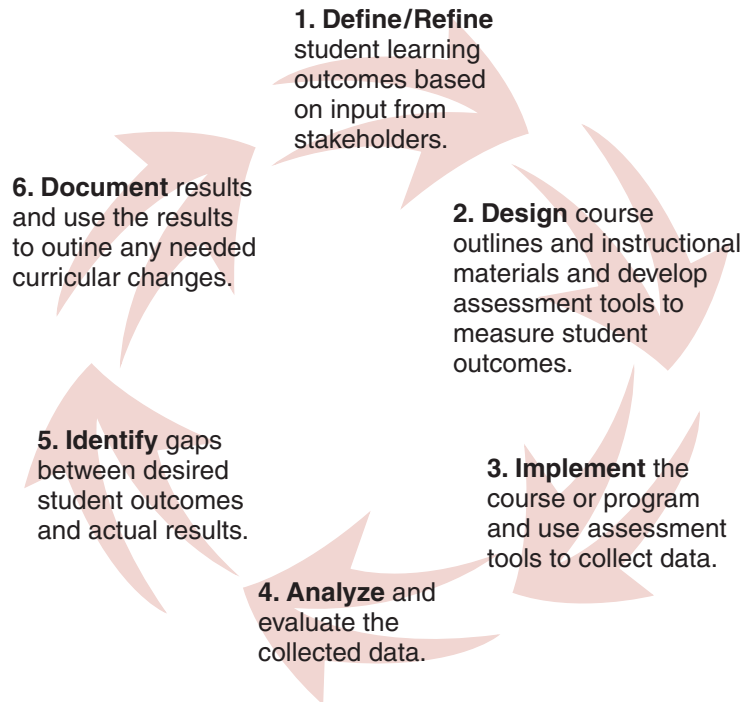 1. Define/Refine
student learning
outcomes based
on input from
stakeholders.
2. Design course
outlines and instructional
materials and develop
assessment tools to
measure student
outcomes.
3. Implement the
course or program
and use assessment
tools to collect data.
4. Analyze and
evaluate the
collected data.
5. Identify gaps
between desired
student outcomes
and actual results.
6. Document results
and use the results
to outine any needed
curricular changes.